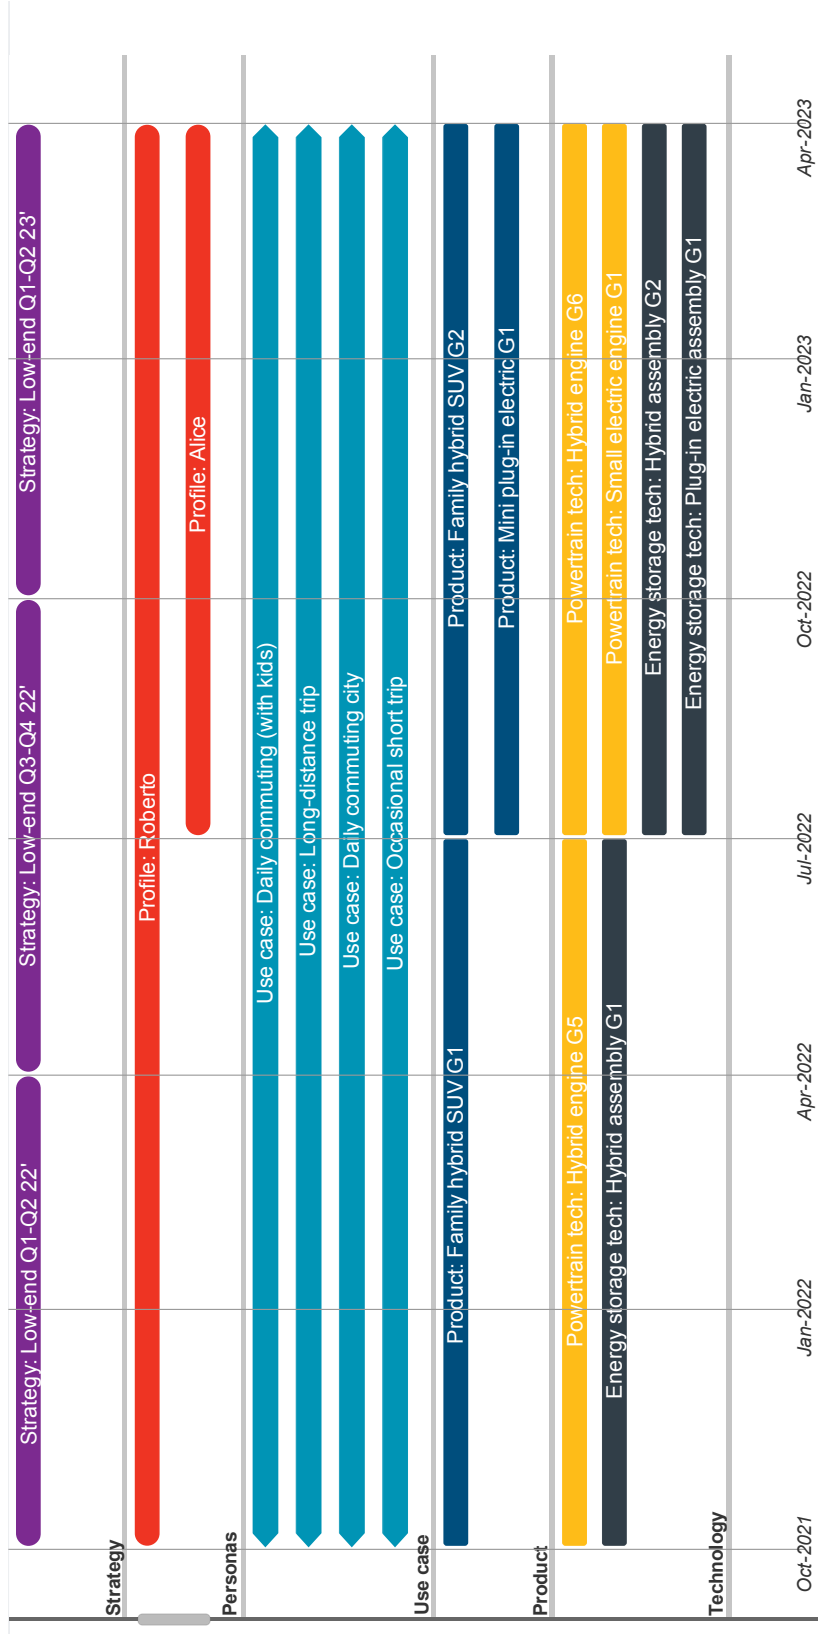 Strategy: Low-end Q1-Q2 22'
Strategy: Low-end Q3-Q4 22'
Strategy: Low-end Q1-Q2 23'
Strategy
Profile: Roberto
Profile: Alice
Personas
Use case: Daily commuting (with kids)
Use case: Long-distance trip
Use case: Daily commuting city
Use case: Occasional short trip
Use case
Product: Family hybrid SUV G1
Product: Family hybrid SUV G2
Product: Mini plug-in electric G1
Product
Powertrain tech: Hybrid engine G5
Powertrain tech: Hybrid engine G6
Energy storage tech: Hybrid assembly G1
Powertrain tech: Small electric engine G1
Energy storage tech: Hybrid assembly G2
Energy storage tech: Plug-in electric assembly G1
Technology
Oct-2021
Jan-2022
Apr-2022
Jul-2022
Oct-2022
Jan-2023
Apr-2023